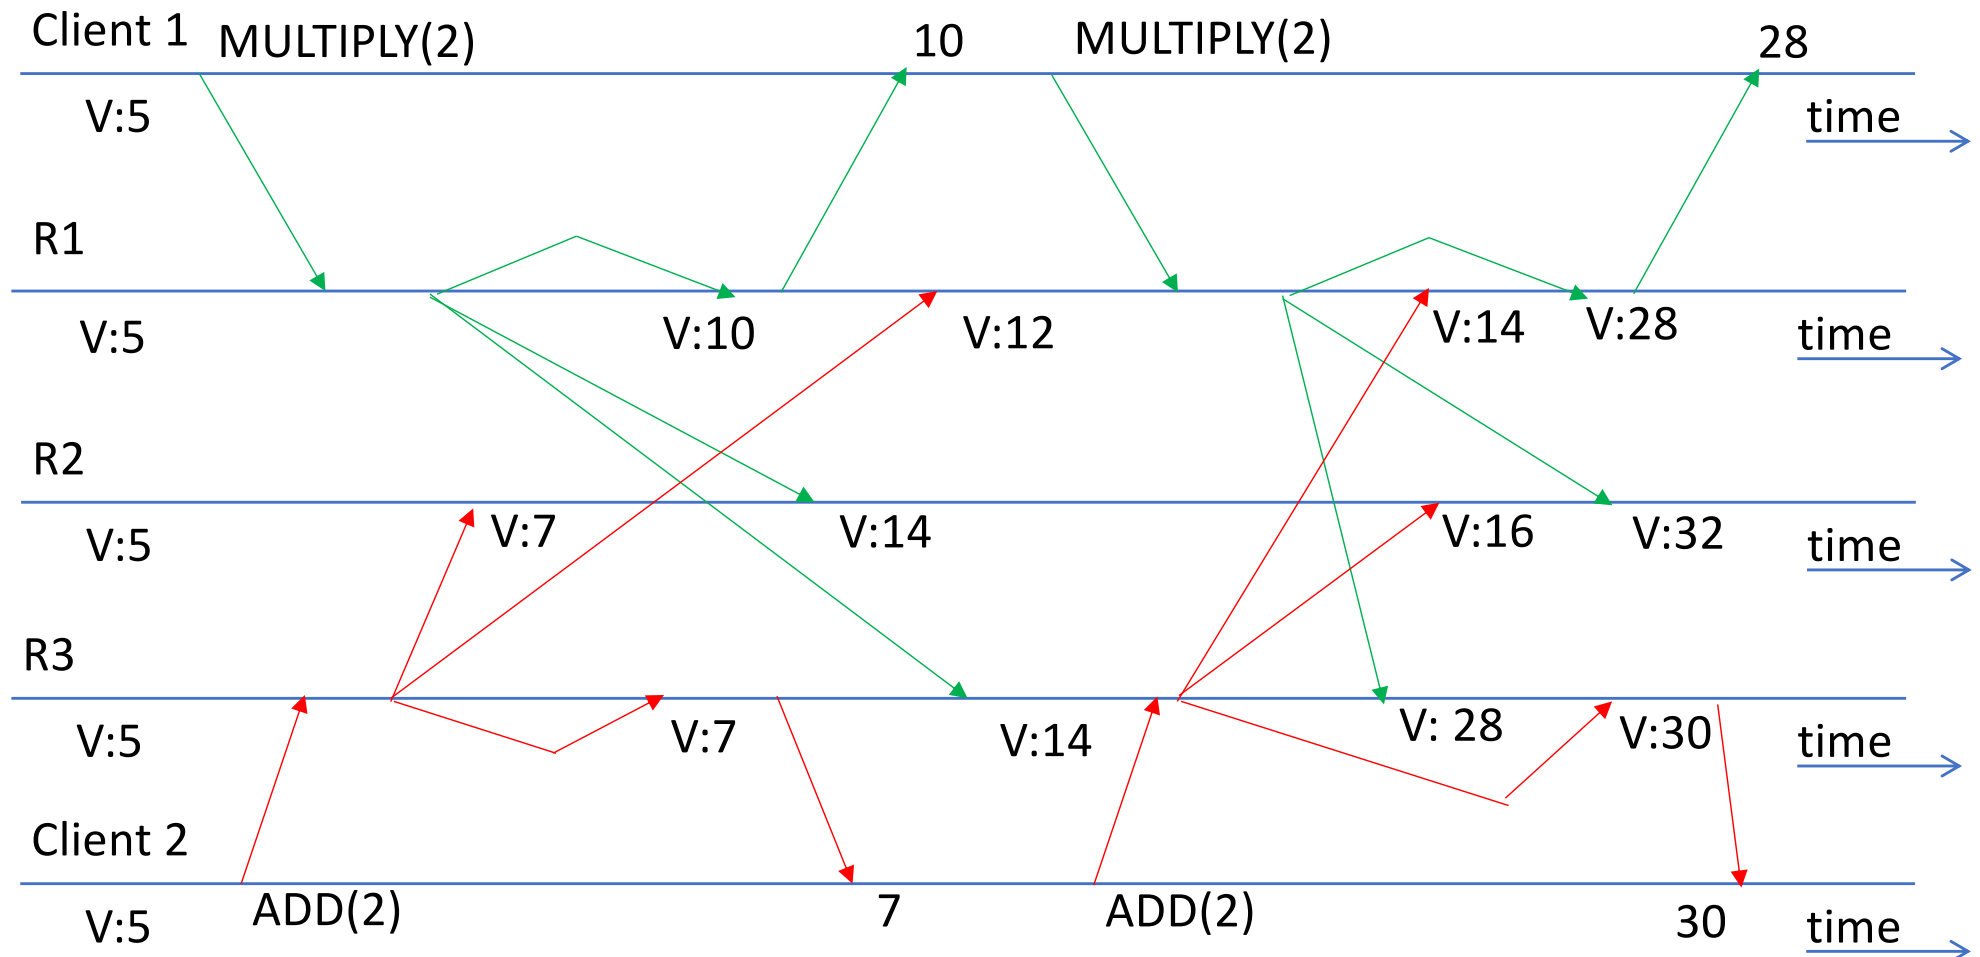 Client 1 MULTIPLY(2) 10 MULTIPLY(2) 28
V:5 time
R1
V:5 V:10 V:12 V:14 V:28 time
R2
V:5 V:7 V:14 V:16 V:32 time
R3
V:5 V:7 V:14 V: 28 V:30 time
Client 2
V:5 ADD(2) 7 ADD(2) 30 time